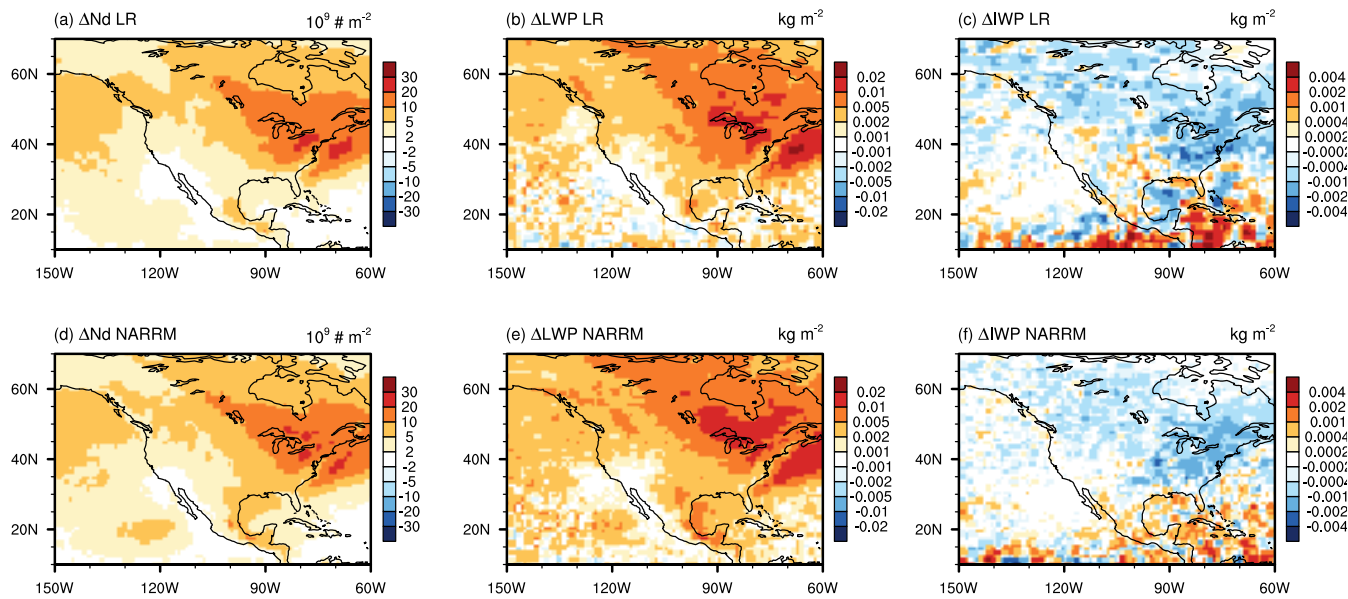 (a) ΔNd LR 10⁹ # m⁻²
60N
40N
20N
150W 120W 90W 60W
30
20
10
5
2
-2
-5
-10
-20
-30
(b) ΔLWP LR kg m⁻²
60N
40N
20N
150W 120W 90W 60W
0.02
0.01
0.005
0.002
0.001
-0.001
-0.002
-0.005
-0.01
-0.02
(c) ΔIWP LR kg m⁻²
60N
40N
20N
150W 120W 90W 60W
0.004
0.002
0.001
0.0004
0.0002
-0.0002
-0.0004
-0.001
-0.002
-0.004
(d) ΔNd NARRM 10⁹ # m⁻²
60N
40N
20N
150W 120W 90W 60W
30
20
10
5
2
-2
-5
-10
-20
-30
(e) ΔLWP NARRM kg m⁻²
60N
40N
20N
150W 120W 90W 60W
0.02
0.01
0.005
0.002
0.001
-0.001
-0.002
-0.005
-0.01
-0.02
(f) ΔIWP NARRM kg m⁻²
60N
40N
20N
150W 120W 90W 60W
0.004
0.002
0.001
0.0004
0.0002
-0.0002
-0.0004
-0.001
-0.002
-0.004